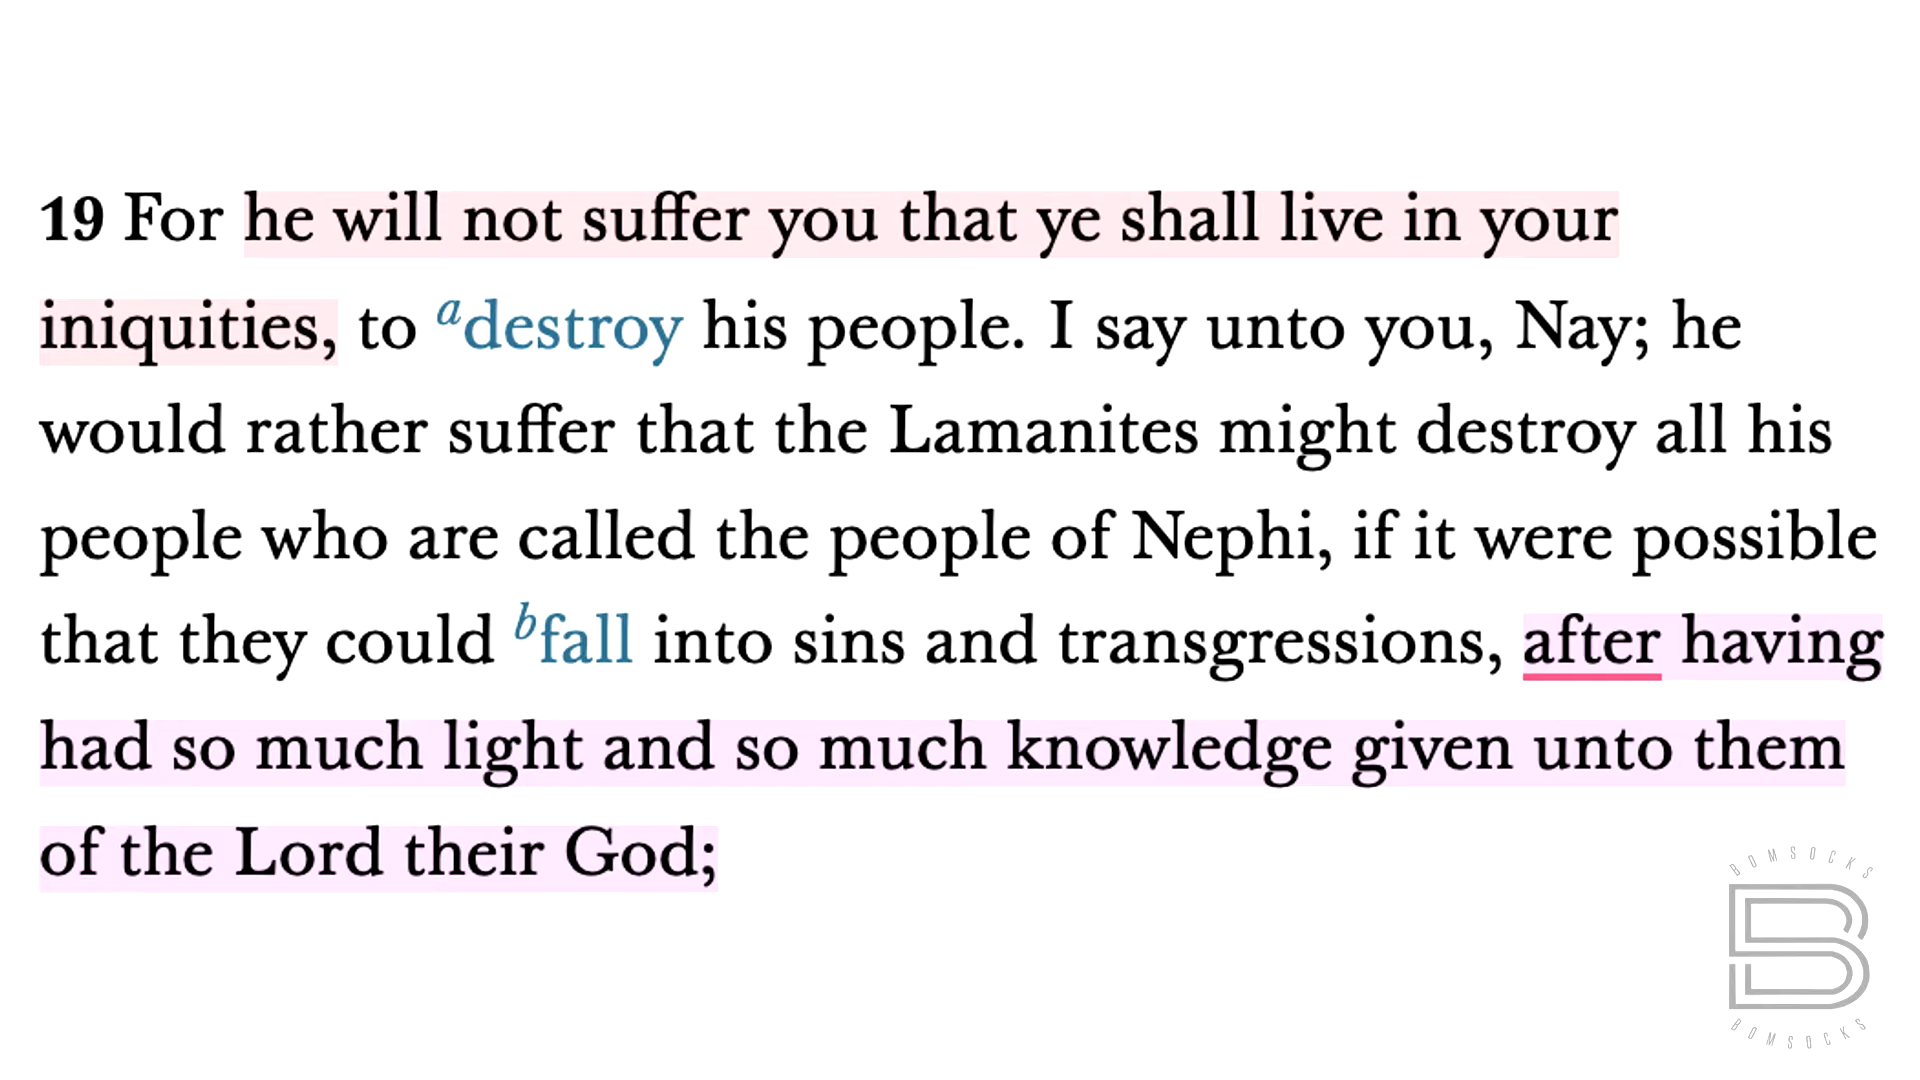 19 For he will not suffer you that ye shall live in your
iniquities, to a destroy his people. I say unto you, Nay; he
would rather suffer that the Lamanites might destroy all his
people who are called the people of Nephi, if it were possible
that they could b fall into sins and transgressions, after having
had so much light and so much knowledge given unto them
of the Lord their God;
BOMSOCKS
B
BOMSOCKS